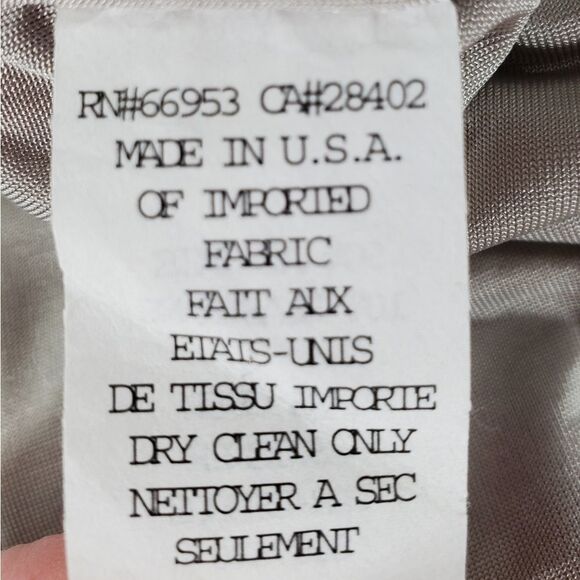 RN#66953 CA#28402
MADE IN U.S.A.
OF IMPORTED
FABRIC
FAIT AUX
ETATS-UNIS
DE TISSU IMPORTE
DRY CLEAN ONLY
NETTOYER A SEC
SEULEMENT